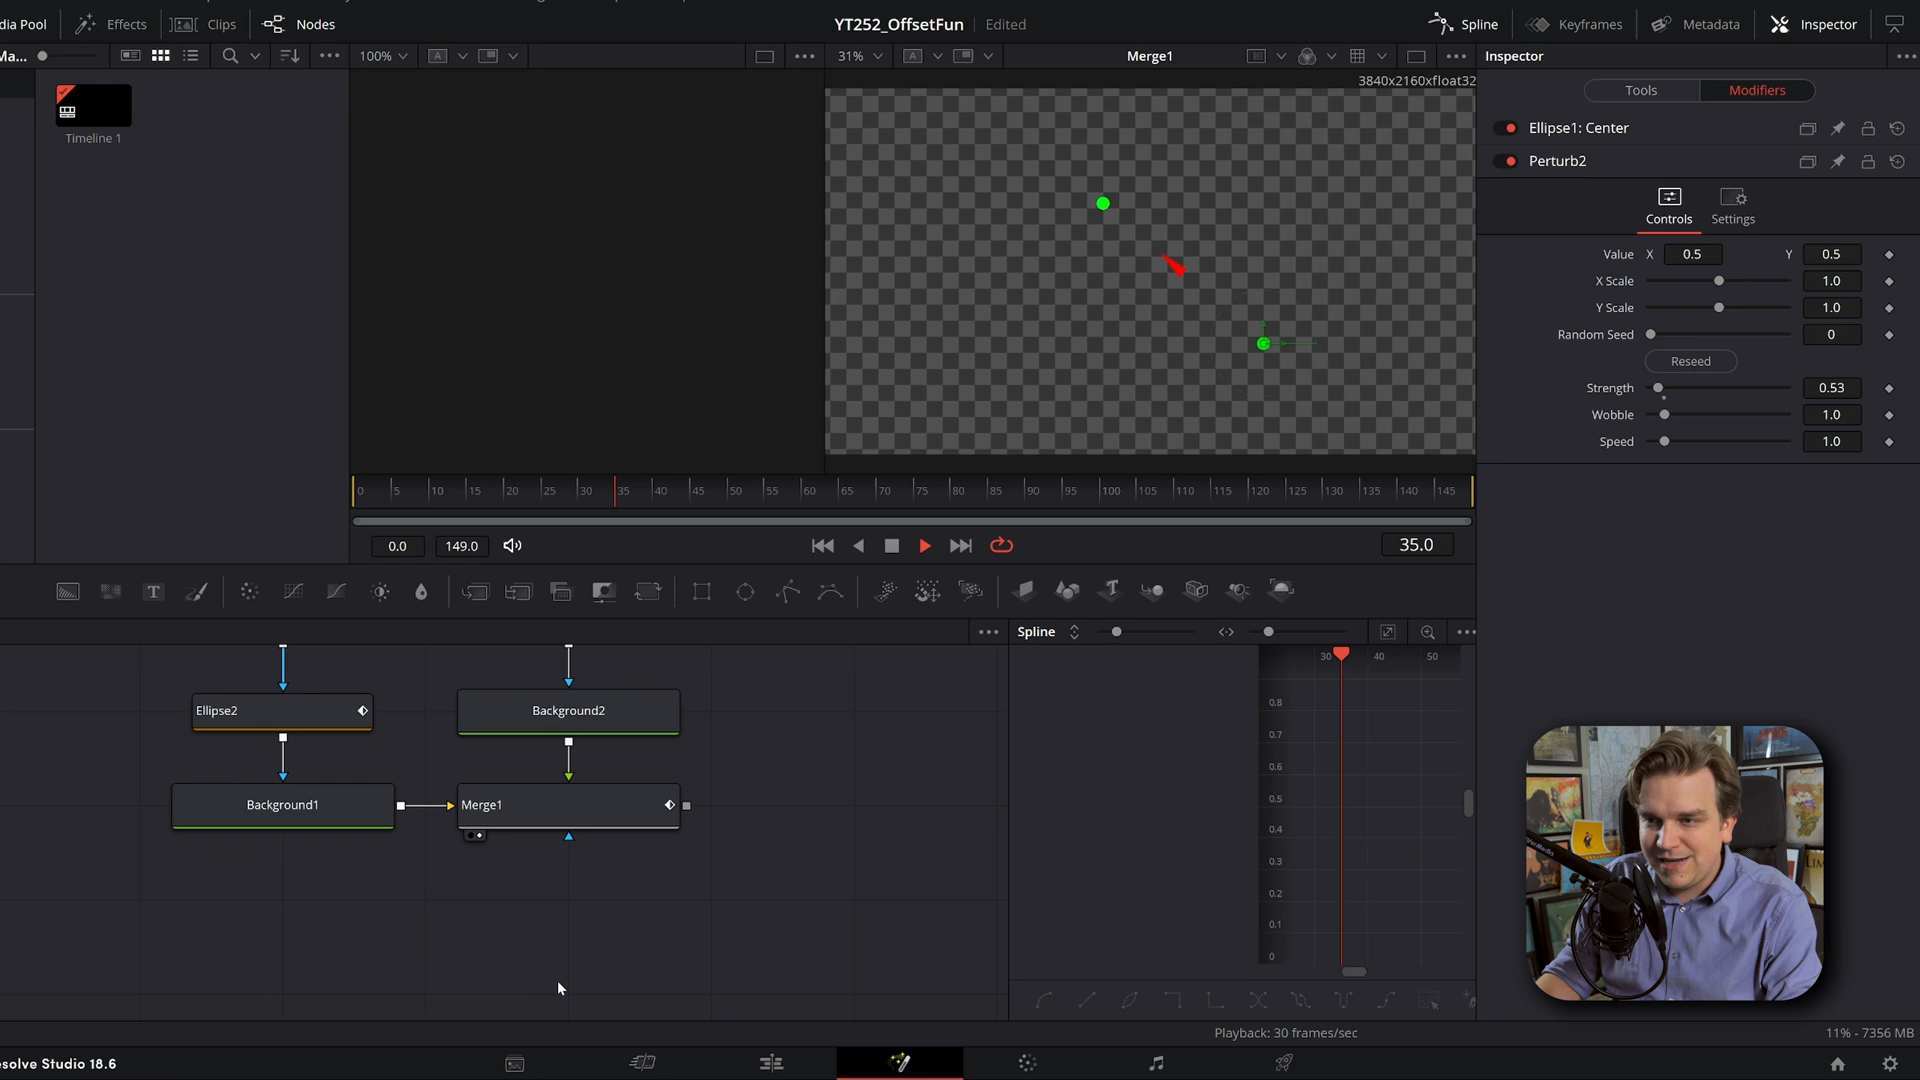 dia Pool
Effects
Clips
Nodes
YT252_OffsetFun
Edited
Spline
Keyframes
Metadata
Inspector
Ma...
100%
A
31%
A
Merge1
Inspector
3840x2160xfloat32
Tools
Modifiers
Timeline 1
Ellipse1: Center
Perturb2
Controls
Settings
Value X 0.5 Y 0.5
X Scale 1.0
Y Scale 1.0
Random Seed 0
Reseed
Strength 0.53
Wobble 1.0
Speed 1.0
0 5 10 15 20 25 30 35 40 45 50 55 60 65 70 75 80 85 90 95 100 105 110 115 120 125 130 135 140 145
0.0
149.0
35.0
T
T
Spline
30 40 50
0.8
0.7
0.6
0.5
0.4
0.3
0.2
0.1
0
Ellipse2
Background2
Background1
Merge1
Playback: 30 frames/sec
11% - 7356 MB
esolve Studio 18.6